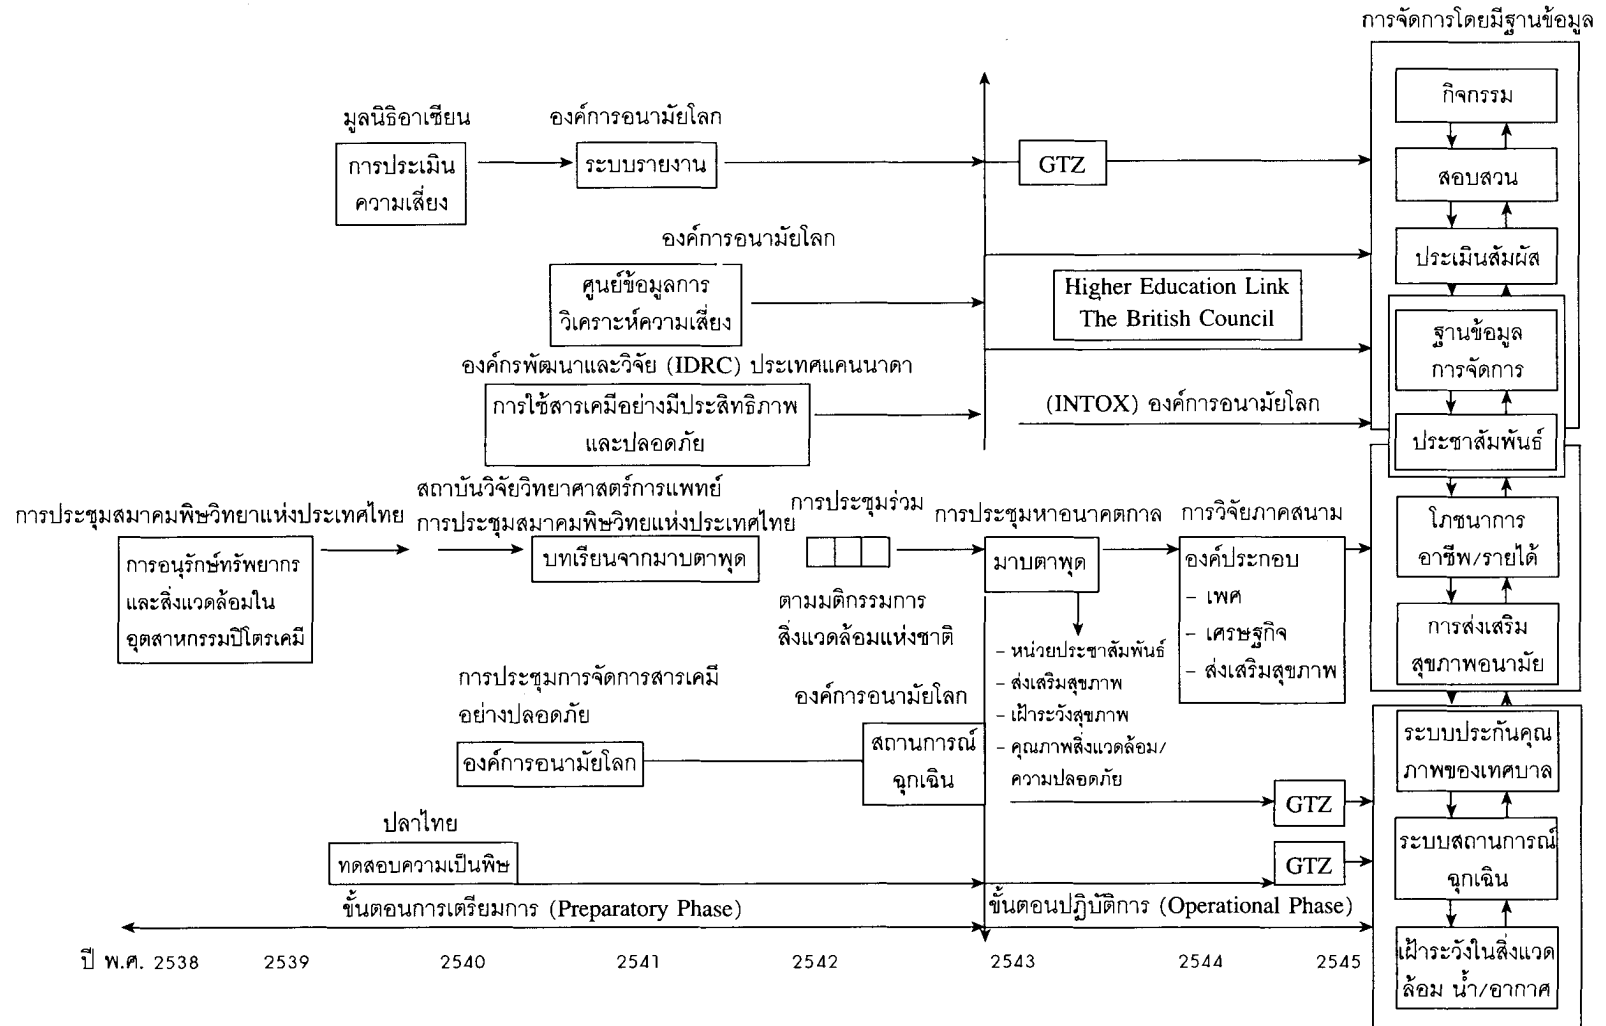 การจัดการโดยมีฐานข้อมูล
มูลนิธิอาเซียน
การประเมิน
ความเสี่ยง
องค์การอนามัยโลก
ระบบรายงาน
GTZ
กิจกรรม
สอบสวน
ประเมินสัมผัส
องค์การอนามัยโลก
ศูนย์ข้อมูลการ
วิเคราะห์ความเสี่ยง
Higher Education Link
The British Council
ฐานข้อมูล
การจัดการ
องค์กรพัฒนาและวิจัย (IDRC) ประเทศแคนนาดา
การใช้สารเคมีอย่างมีประสิทธิภาพ
และปลอดภัย
(INTOX) องค์การอนามัยโลก
ประชาสัมพันธ์
การประชุมสมาคมพิษวิทยาแห่งประเทศไทย
การอนุรักษ์ทรัพยากร
และสิ่งแวดล้อมใน
อุตสาหกรรมปิโตรเคมี
สถาบันวิจัยวิทยาศาสตร์การแพทย์
การประชุมสมาคมพิษวิทยแห่งประเทศไทย
บทเรียนจากมาบตาพุด
การประชุมร่วม
ตามมติกรรมการ
สิ่งแวดล้อมแห่งชาติ
การประชุมหาอนาคตกาล
มาบตาพุด
– หน่วยประชาสัมพันธ์
– ส่งเสริมสุขภาพ
– เฝ้าระวังสุขภาพ
– คุณภาพสิ่งแวดล้อม/
ความปลอดภัย
การวิจัยภาคสนาม
องค์ประกอบ
– เพศ
– เศรษฐกิจ
– ส่งเสริมสุขภาพ
โภชนาการ
อาชีพ/รายได้
การส่งเสริม
สุขภาพอนามัย
การประชุมการจัดการสารเคมี
อย่างปลอดภัย
องค์การอนามัยโลก
องค์การอนามัยโลก
สถานการณ์
ฉุกเฉิน
GTZ
ระบบประกันคุณ
ภาพของเทศบาล
ปลาไทย
ทดสอบความเป็นพิษ
GTZ
ระบบสถานการณ์
ฉุกเฉิน
ขั้นตอนการเตรียมการ (Preparatory Phase)
ขั้นตอนปฏิบัติการ (Operational Phase)
เฝ้าระวังในสิ่งแวด
ล้อม น้ำ/อากาศ
ปี พ.ศ. 2538 2539 2540 2541 2542 2543 2544 2545